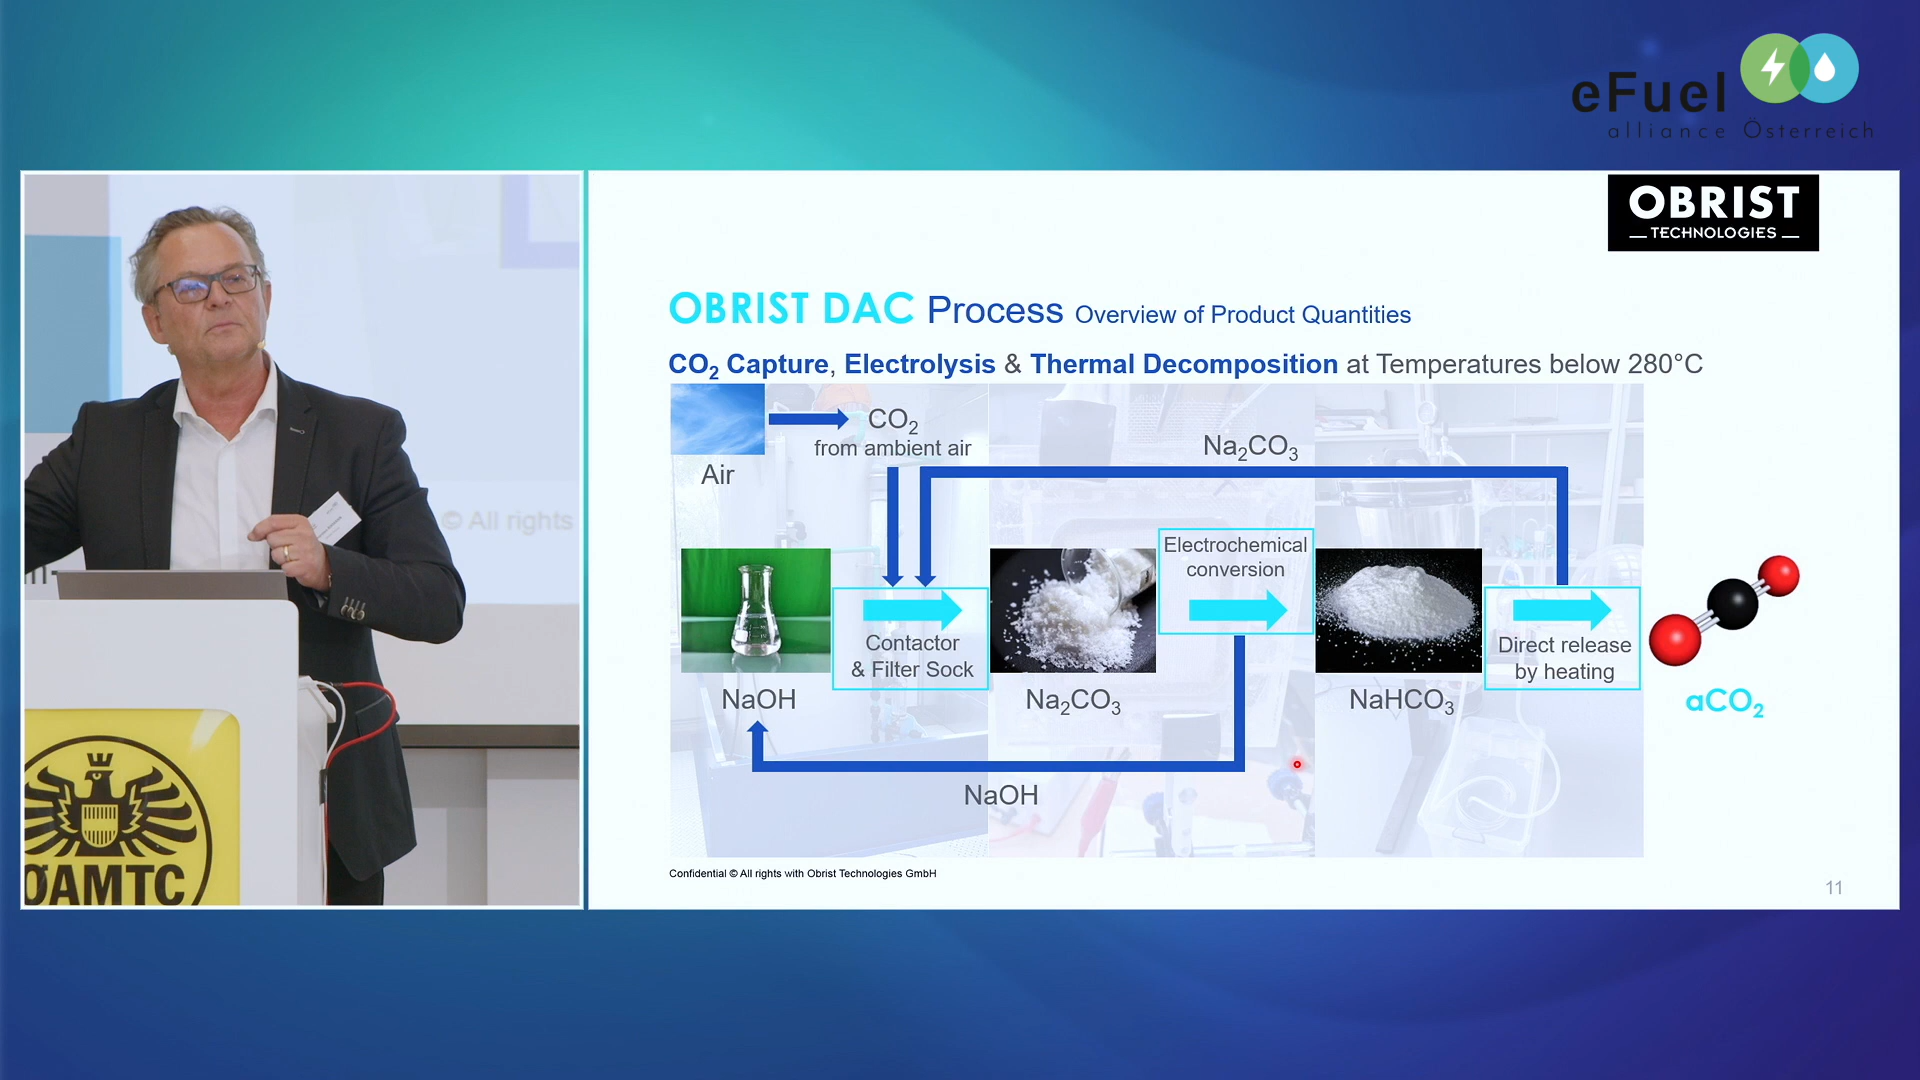 eFuel
alliance Österreich
OBRIST
TECHNOLOGIES
OBRIST DAC Process Overview of Product Quantities
CO₂ Capture, Electrolysis & Thermal Decomposition at Temperatures below 280°C
Air
CO₂
from ambient air
Na₂CO₃
Electrochemical
conversion
Contactor
& Filter Sock
Direct release
by heating
NaOH
Na₂CO₃
NaHCO₃
aCO₂
NaOH
Confidential © All rights with Obrist Technologies GmbH
11
© All rights
ÖAMTC